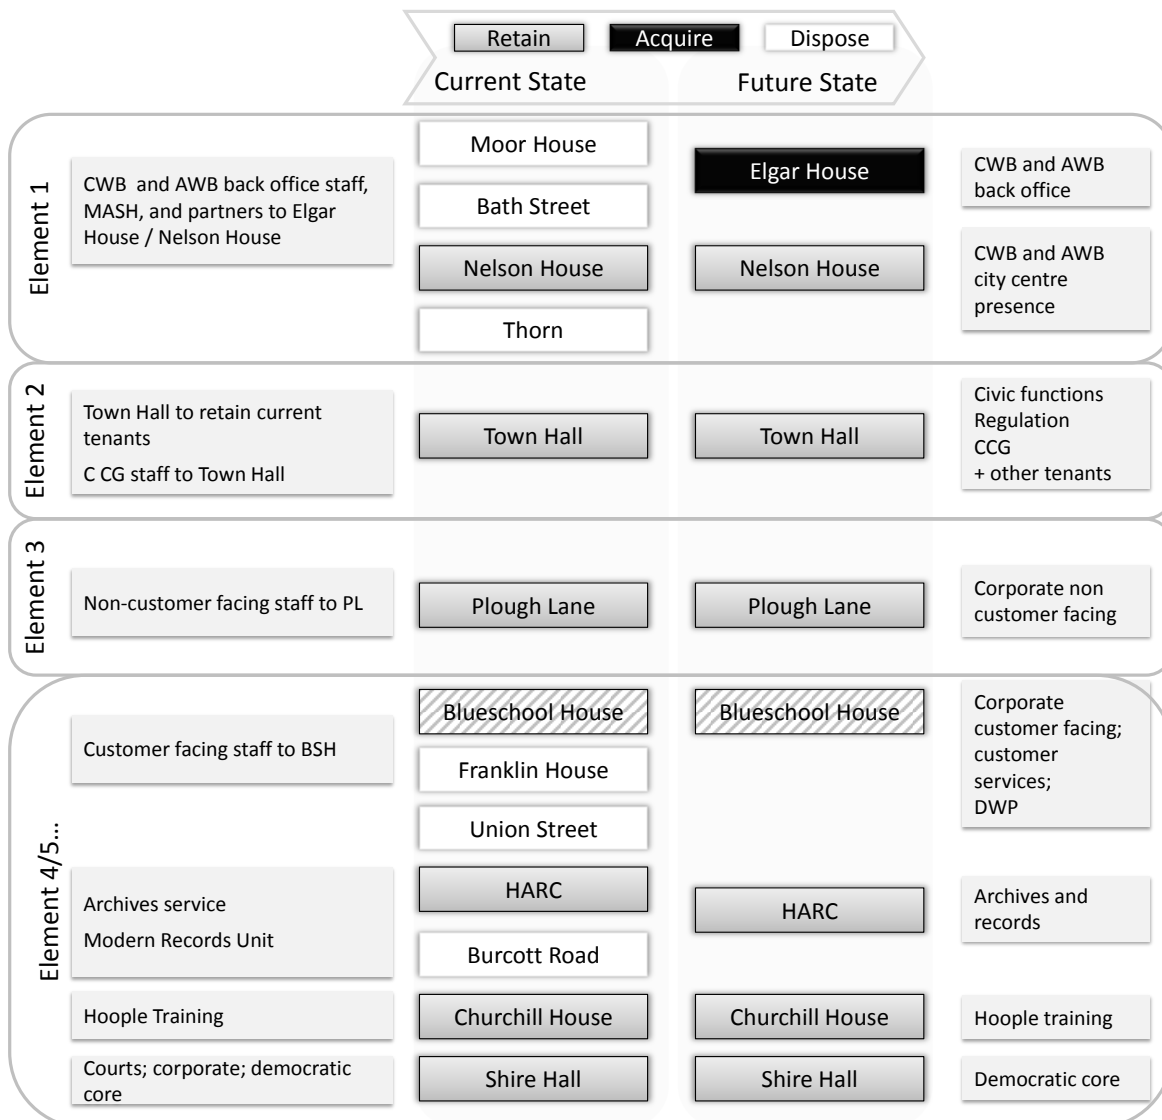 Retain
Acquire
Dispose
Current State
Future State
Element 1
CWB and AWB back office staff,
MASH, and partners to Elgar
House / Nelson House
Moor House
Bath Street
Nelson House
Thorn
Elgar House
Nelson House
CWB and AWB
back office
CWB and AWB
city centre
presence
Element 2
Town Hall to retain current
tenants
C CG staff to Town Hall
Town Hall
Town Hall
Civic functions
Regulation
CCG
+ other tenants
Element 3
Non-customer facing staff to PL
Plough Lane
Plough Lane
Corporate non
customer facing
Element 4/5...
Customer facing staff to BSH
Blueschool House
Franklin House
Union Street
Blueschool House
Corporate
customer facing;
customer
services;
DWP
Archives service
Modern Records Unit
HARC
Burcott Road
HARC
Archives and
records
Hoople Training
Churchill House
Churchill House
Hoople training
Courts; corporate; democratic
core
Shire Hall
Shire Hall
Democratic core